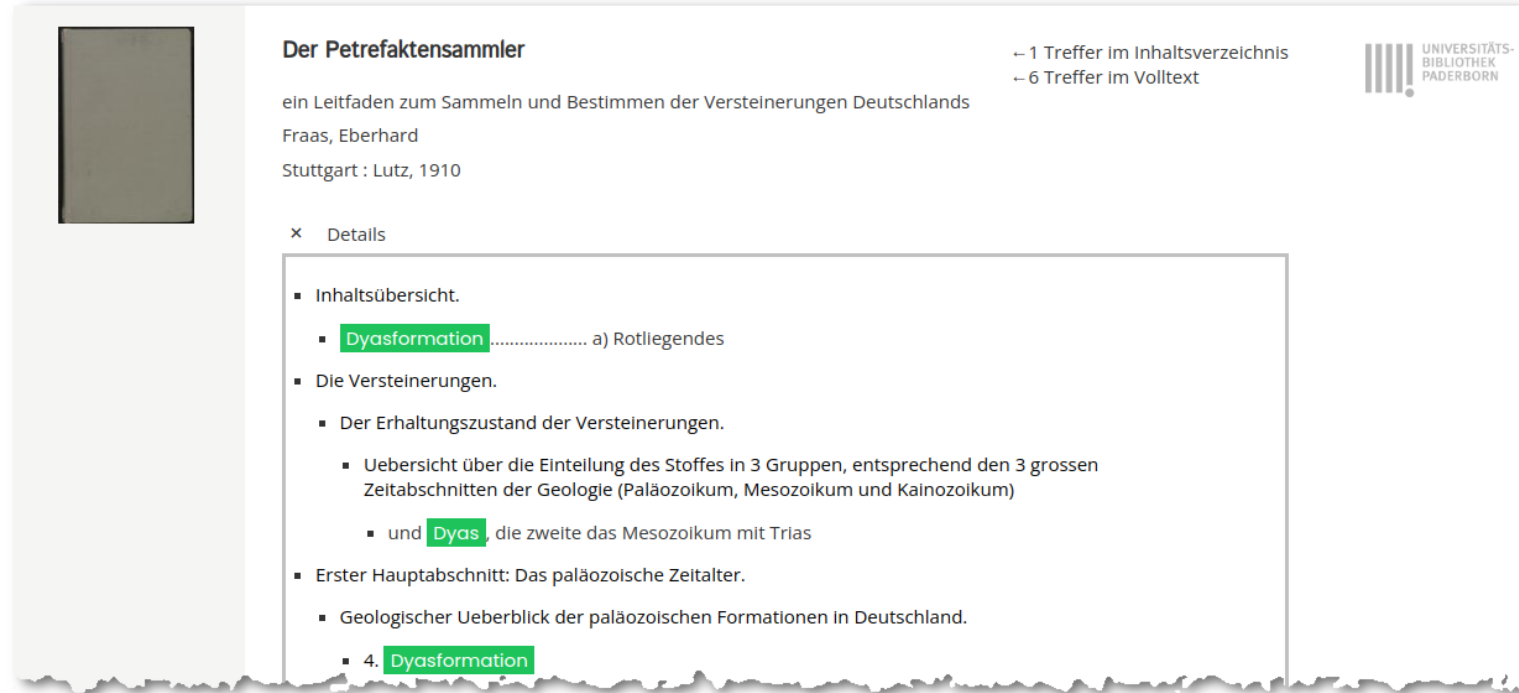 Der Petrefaktensammler
←1 Treffer im Inhaltsverzeichnis
←6 Treffer im Volltext
UNIVERSITÄTS-
BIBLIOTHEK
PADERBORN
ein Leitfaden zum Sammeln und Bestimmen der Versteinerungen Deutschlands
Fraas, Eberhard
Stuttgart : Lutz, 1910
× Details
▪ Inhaltsübersicht.
▪ Dyasformation .................... a) Rotliegendes
▪ Die Versteinerungen.
▪ Der Erhaltungszustand der Versteinerungen.
▪ Uebersicht über die Einteilung des Stoffes in 3 Gruppen, entsprechend den 3 grossen
Zeitabschnitten der Geologie (Paläozoikum, Mesozoikum und Kainozoikum)
▪ und Dyas , die zweite das Mesozoikum mit Trias
▪ Erster Hauptabschnitt: Das paläozoische Zeitalter.
▪ Geologischer Ueberblick der paläozoischen Formationen in Deutschland.
▪ 4. Dyasformation